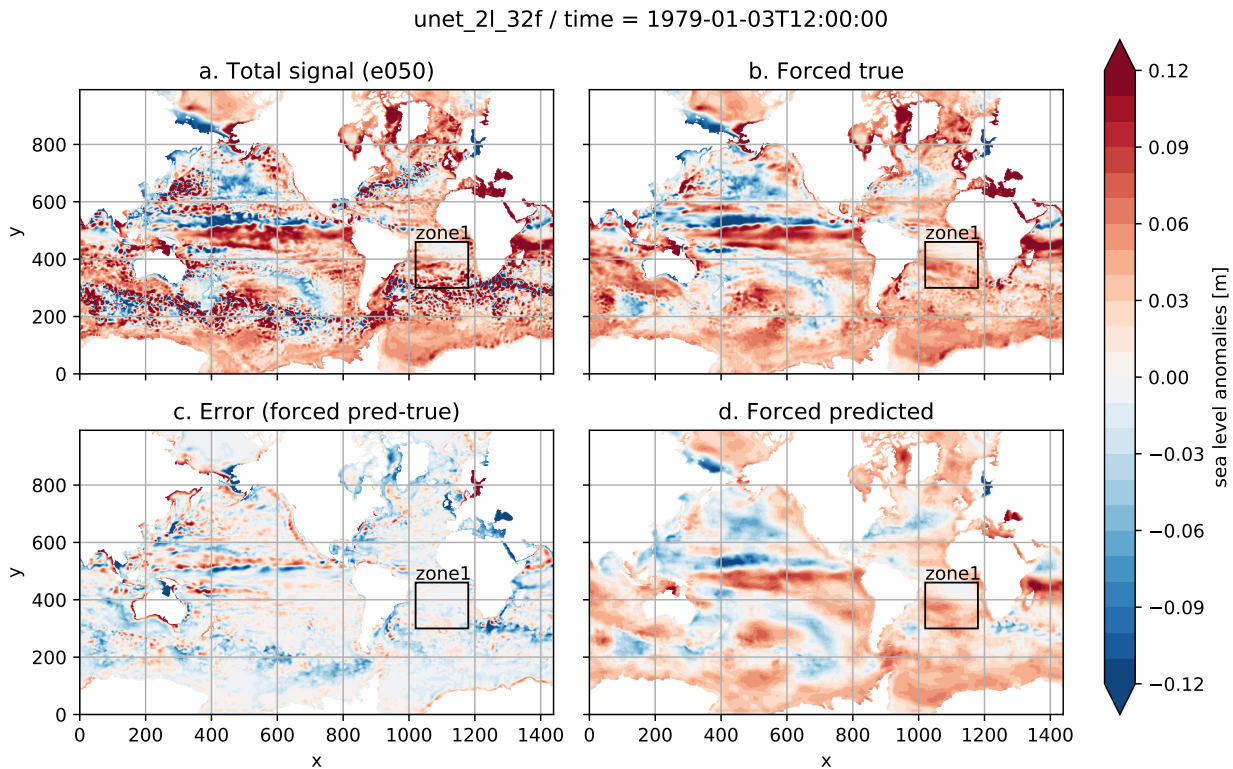 unet_2l_32f / time = 1979-01-03T12:00:00
a. Total signal (e050)
b. Forced true
zone1
zone1
y
0
200
400
600
800
c. Error (forced pred-true)
d. Forced predicted
zone1
zone1
y
0
200
400
600
800
0 200 400 600 800 1000 1200 1400
0 200 400 600 800 1000 1200 1400
x
x
0.12
0.09
0.06
0.03
0.00
−0.03
−0.06
−0.09
−0.12
sea level anomalies [m]